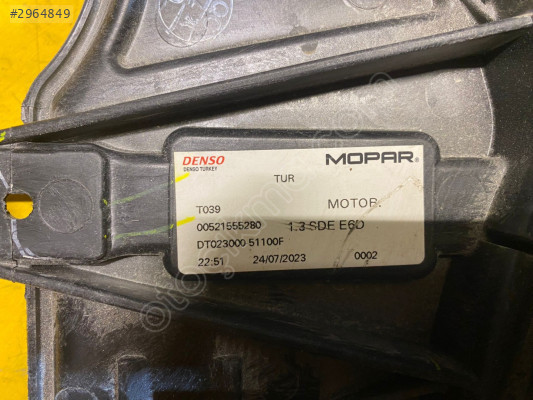 #2964849
DENSO MOPAR®
DENSO TURKEY
TUR
T039 MOTOR:
00521555280 1.3 SDE E6D
DT023000 51100F
22:51 24/07/2023 0002